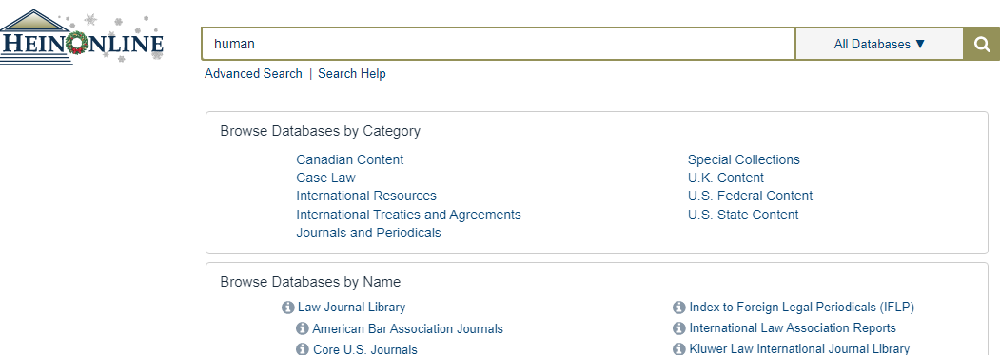 HEINONLINE
human
All Databases ▼
Advanced Search | Search Help
Browse Databases by Category
Canadian Content
Case Law
International Resources
International Treaties and Agreements
Journals and Periodicals
Special Collections
U.K. Content
U.S. Federal Content
U.S. State Content
Browse Databases by Name
Law Journal Library
American Bar Association Journals
Core U.S. Journals
Index to Foreign Legal Periodicals (IFLP)
International Law Association Reports
Kluwer Law International Journal Library